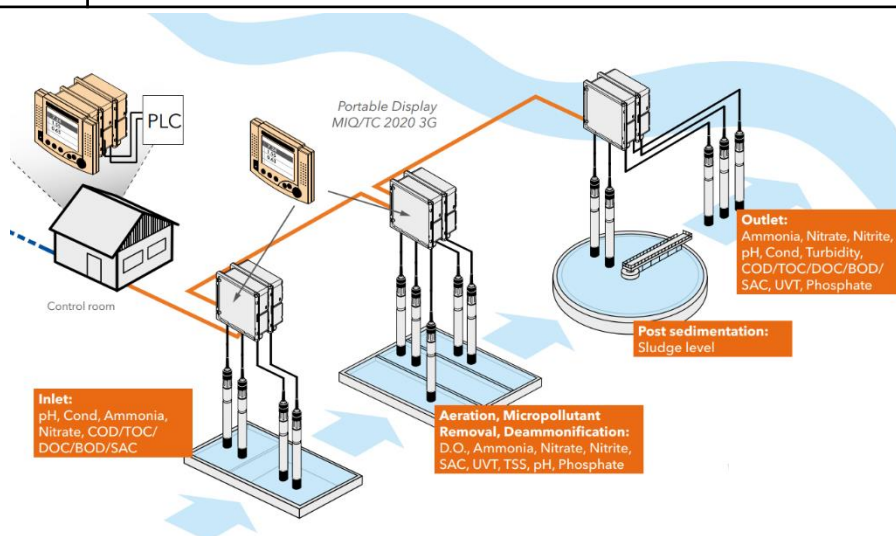 PLC
Portable Display
MIQ/TC 2020 3G
Control room
Inlet:
pH, Cond, Ammonia,
Nitrate, COD/TOC/
DOC/BOD/SAC
Aeration, Micropollutant
Removal, Deammonification:
D.O., Ammonia, Nitrate, Nitrite,
SAC, UVT, TSS, pH, Phosphate
Post sedimentation:
Sludge level
Outlet:
Ammonia, Nitrate, Nitrite,
pH, Cond, Turbidity,
COD/TOC/DOC/BOD/
SAC, UVT, Phosphate